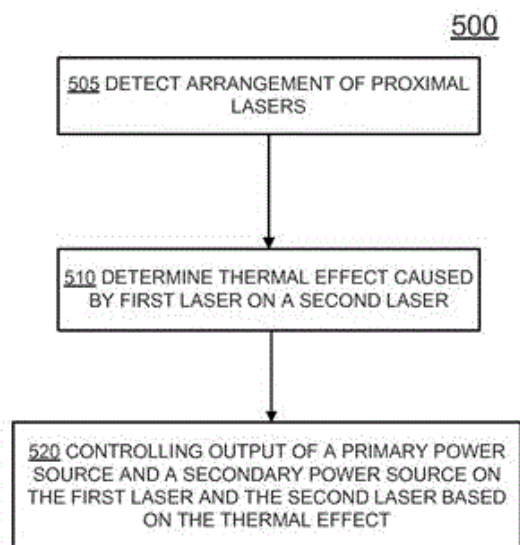 500
505 DETECT ARRANGEMENT OF PROXIMAL
LASERS
510 DETERMINE THERMAL EFFECT CAUSED
BY FIRST LASER ON A SECOND LASER
520 CONTROLLING OUTPUT OF A PRIMARY POWER
SOURCE AND A SECONDARY POWER SOURCE ON
THE FIRST LASER AND THE SECOND LASER BASED
ON THE THERMAL EFFECT